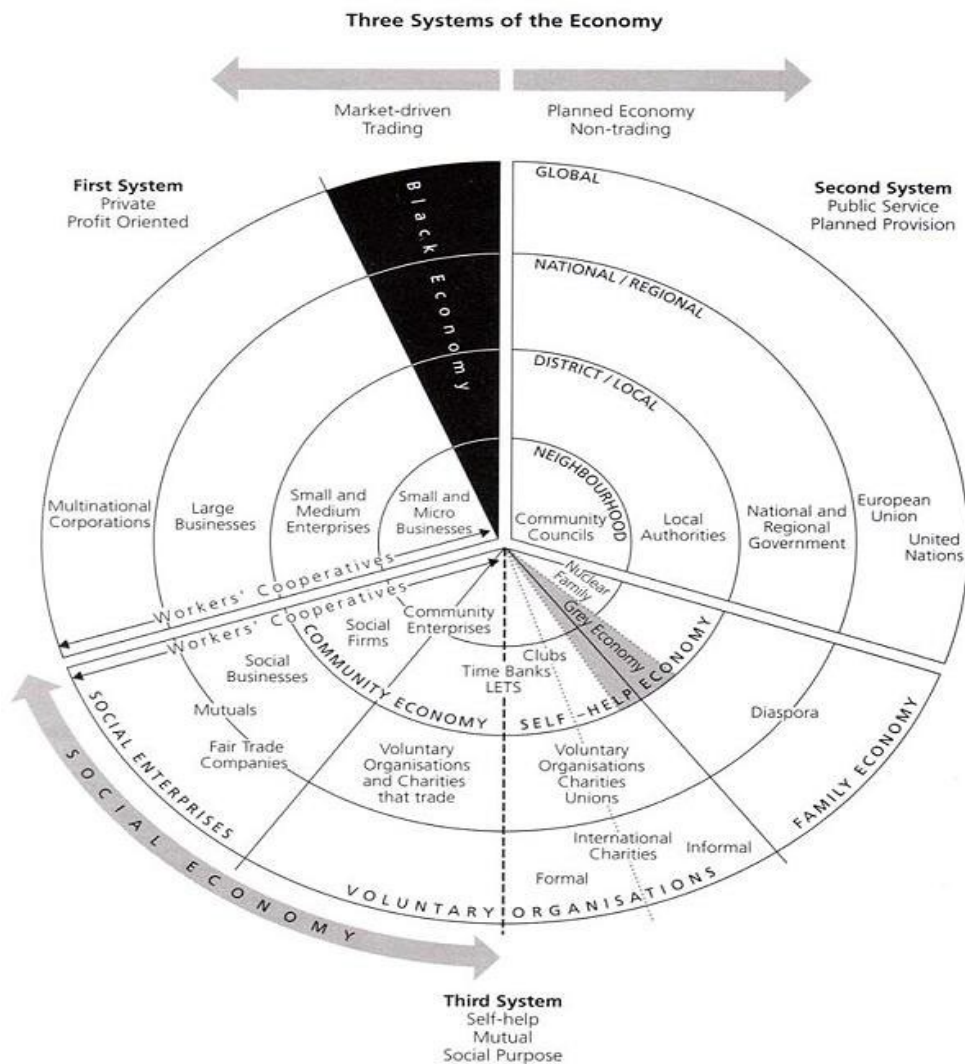 Three Systems of the Economy
Market-driven
Trading
Planned Economy
Non-trading
First System
Private
Profit Oriented
Second System
Public Service
Planned Provision
Black Economy
GLOBAL
NATIONAL / REGIONAL
DISTRICT / LOCAL
NEIGHBOURHOOD
Multinational
Corporations
Large
Businesses
Small and
Medium
Enterprises
Small and
Micro
Businesses
Community
Councils
Local
Authorities
National and
Regional
Government
European
Union
United
Nations
Workers' Cooperatives
Workers' Cooperatives
Nuclear
Family
Grey Economy
Community
Enterprises
Social
Firms
Social
Businesses
Mutuals
Fair Trade
Companies
COMMUNITY ECONOMY
SELF-HELP ECONOMY
Clubs
Time Banks
LETS
Diaspora
Voluntary
Organisations
and Charities
that trade
Voluntary
Organisations
Charities
Unions
International
Charities
Informal
Formal
SOCIAL ENTERPRISES
VOLUNTARY ORGANISATIONS
FAMILY ECONOMY
SOCIAL ECONOMY
Third System
Self-help
Mutual
Social Purpose